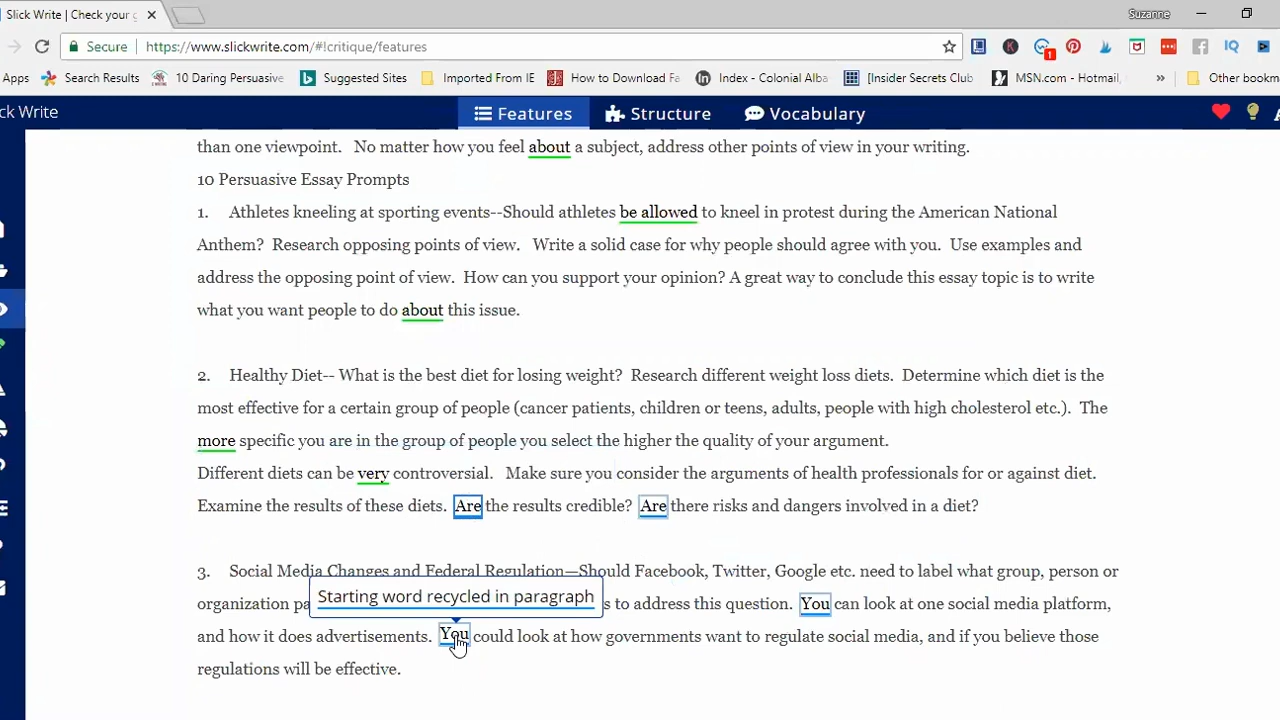 Slick Write | Check your g
Suzanne
Secure https://www.slickwrite.com/#!critique/features
1
Apps Search Results 10 Daring Persuasive Suggested Sites Imported From IE How to Download Fa Index - Colonial Alba [Insider Secrets Club MSN.com - Hotmail, » Other bookm
ick Write Features Structure Vocabulary
than one viewpoint. No matter how you feel about a subject, address other points of view in your writing.
10 Persuasive Essay Prompts
1. Athletes kneeling at sporting events--Should athletes be allowed to kneel in protest during the American National
Anthem? Research opposing points of view. Write a solid case for why people should agree with you. Use examples and
address the opposing point of view. How can you support your opinion? A great way to conclude this essay topic is to write
what you want people to do about this issue.
2. Healthy Diet-- What is the best diet for losing weight? Research different weight loss diets. Determine which diet is the
most effective for a certain group of people (cancer patients, children or teens, adults, people with high cholesterol etc.). The
more specific you are in the group of people you select the higher the quality of your argument.
Different diets can be very controversial. Make sure you consider the arguments of health professionals for or against diet.
Examine the results of these diets. Are the results credible? Are there risks and dangers involved in a diet?
3. Social Media Changes and Federal Regulation—Should Facebook, Twitter, Google etc. need to label what group, person or
Starting word recycled in paragraph
organization pa s to address this question. You can look at one social media platform,
and how it does advertisements. You could look at how governments want to regulate social media, and if you believe those
regulations will be effective.